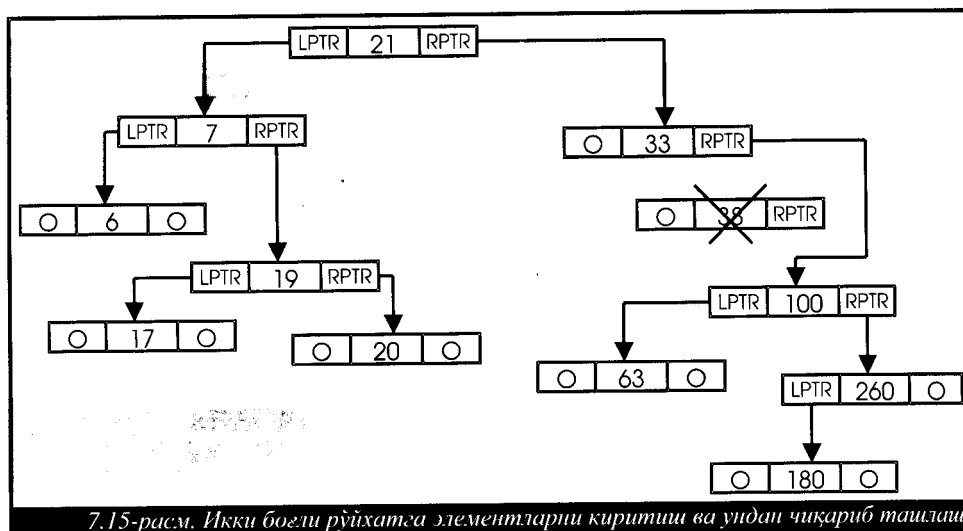 LPTR 21 RPTR
LPTR 7 RPTR
○ 33 RPTR
○ 6 ○
○ 38 RPTR
LPTR 19 RPTR
LPTR 100 RPTR
○ 17 ○
○ 20 ○
○ 63 ○
LPTR 260 ○
○ 180 ○
7.15-расм. Икки боғли рўйхатга элементларни киритиш ва ундан чиқариб ташлаш